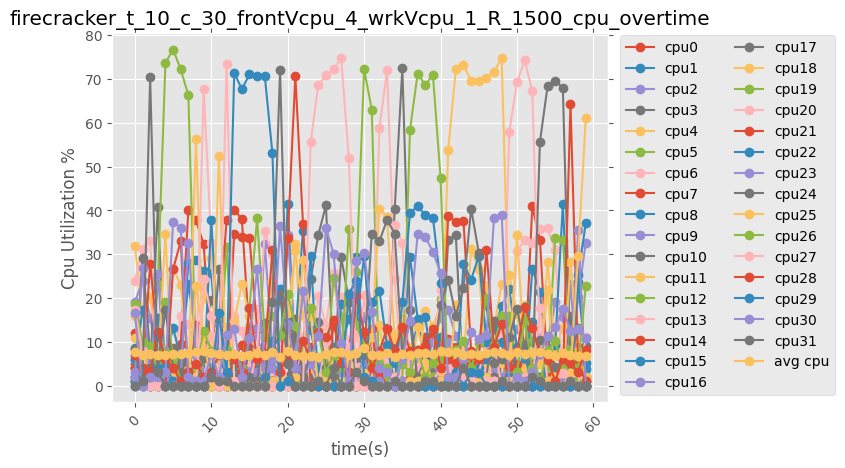 firecracker_t_10_c_30_frontVcpu_4_wrkVcpu_1_R_1500_cpu_overtime
Cpu Utilization %
80
70
60
50
40
30
20
10
0
0
10
20
30
40
50
60
time(s)
cpu0
cpu1
cpu2
cpu3
cpu4
cpu5
cpu6
cpu7
cpu8
cpu9
cpu10
cpu11
cpu12
cpu13
cpu14
cpu15
cpu16
cpu17
cpu18
cpu19
cpu20
cpu21
cpu22
cpu23
cpu24
cpu25
cpu26
cpu27
cpu28
cpu29
cpu30
cpu31
avg cpu